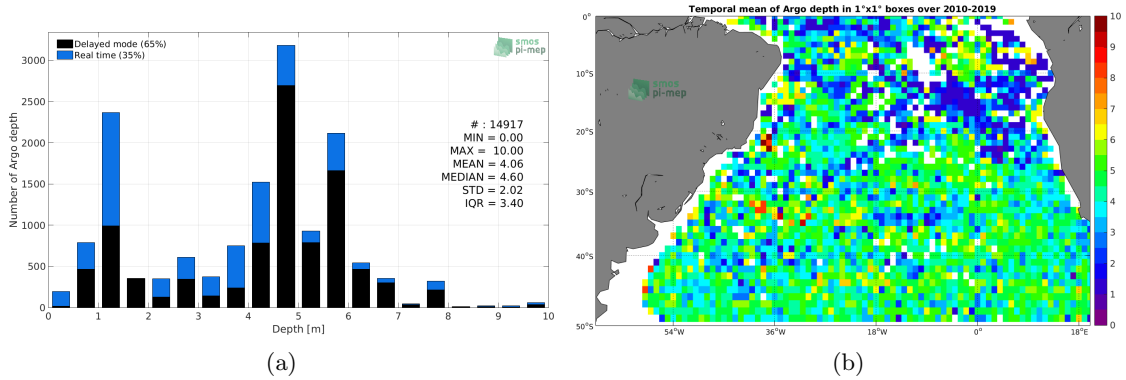 Delayed mode (65%)
Real time (35%)
smos
pi-mep
# : 14917
MIN = 0.00
MAX = 10.00
MEAN = 4.06
MEDIAN = 4.60
STD = 2.02
IQR = 3.40
Number of Argo depth
3000
2500
2000
1500
1000
500
0
0 1 2 3 4 5 6 7 8 9 10
Depth [m]
(a)
Temporal mean of Argo depth in 1°x1° boxes over 2010-2019
smos
pi-mep
0°
10°S
20°S
30°S
40°S
50°S
54°W 36°W 18°W 0° 18°E
10
9
8
7
6
5
4
3
2
1
0
(b)